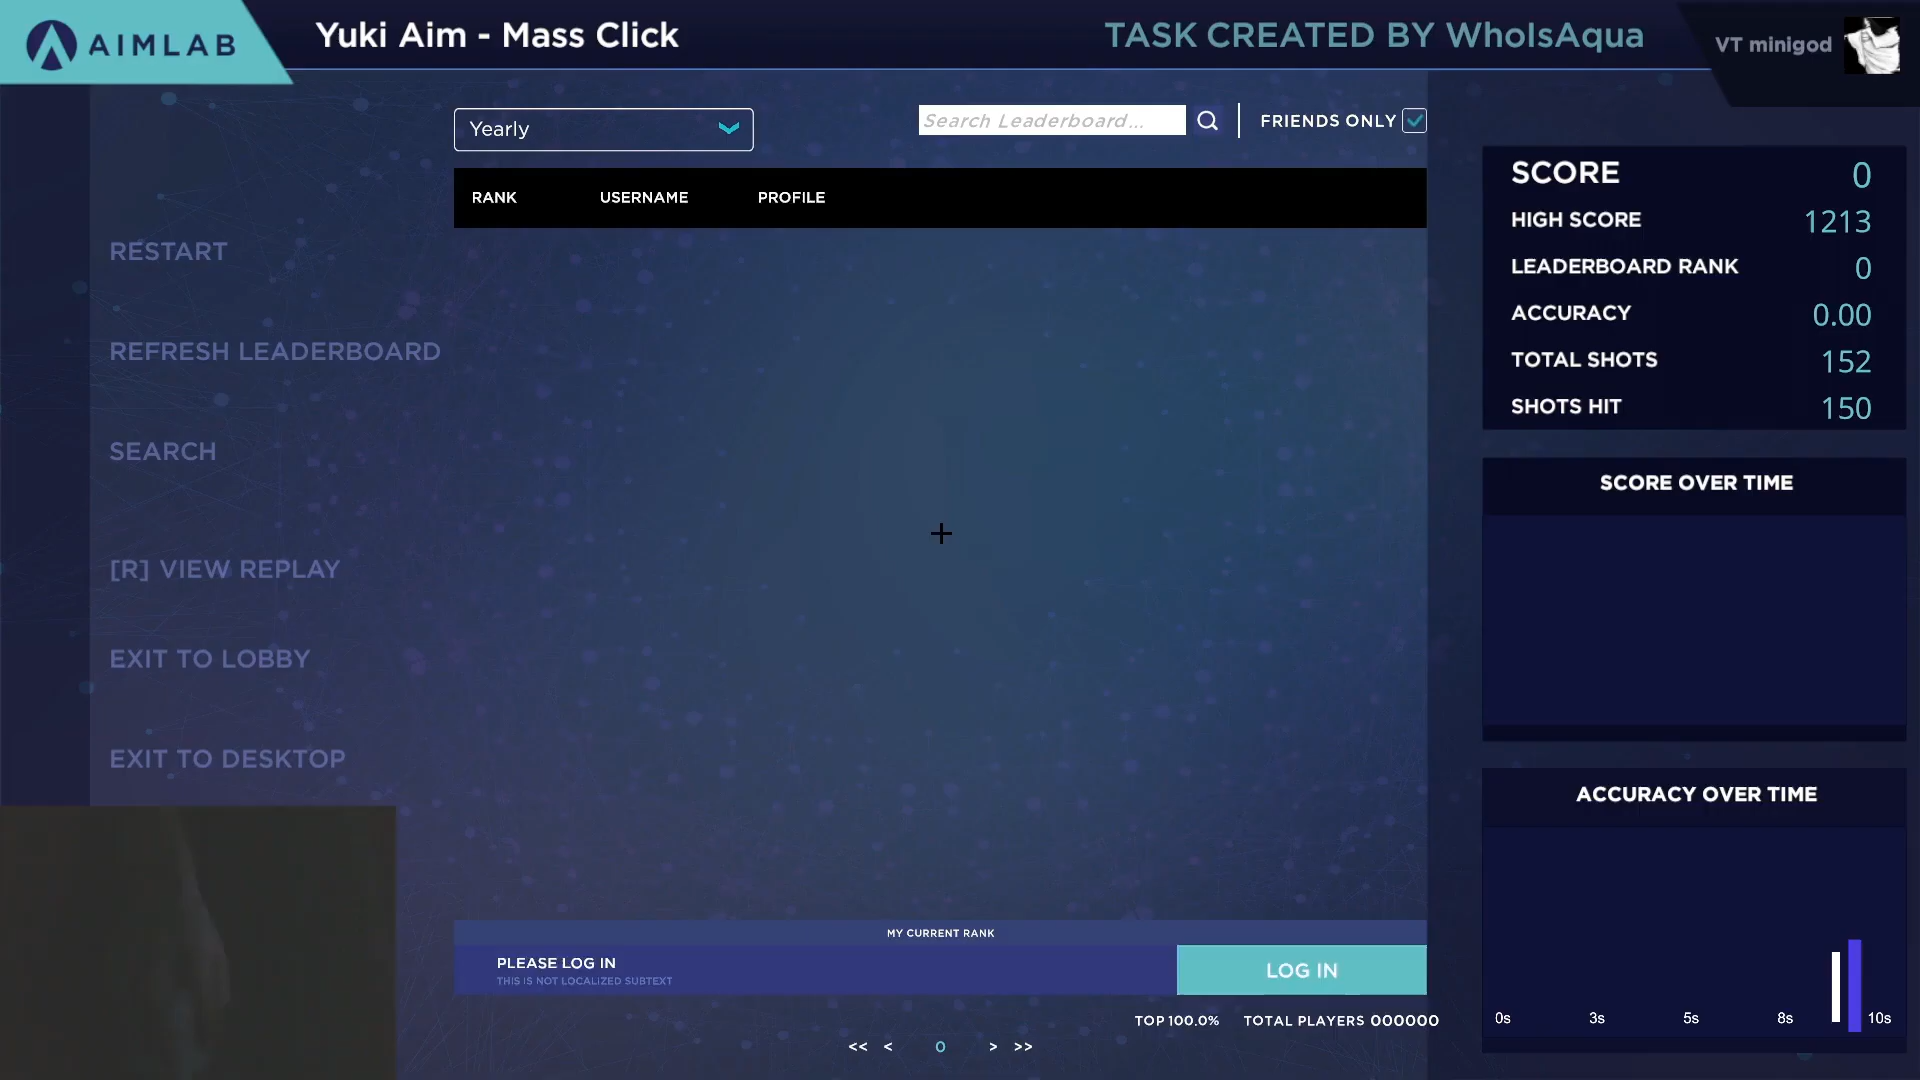 AIMLAB
Yuki Aim - Mass Click
TASK CREATED BY WhoIsAqua
VT minigod
Yearly
Search Leaderboard...
FRIENDS ONLY
RANK USERNAME PROFILE
RESTART
REFRESH LEADERBOARD
SEARCH
[R] VIEW REPLAY
EXIT TO LOBBY
EXIT TO DESKTOP
SCORE 0
HIGH SCORE 1213
LEADERBOARD RANK 0
ACCURACY 0.00
TOTAL SHOTS 152
SHOTS HIT 150
SCORE OVER TIME
ACCURACY OVER TIME
0s 3s 5s 8s 10s
MY CURRENT RANK
PLEASE LOG IN
THIS IS NOT LOCALIZED SUBTEXT
LOG IN
TOP 100.0% TOTAL PLAYERS 000000
<< < 0 > >>